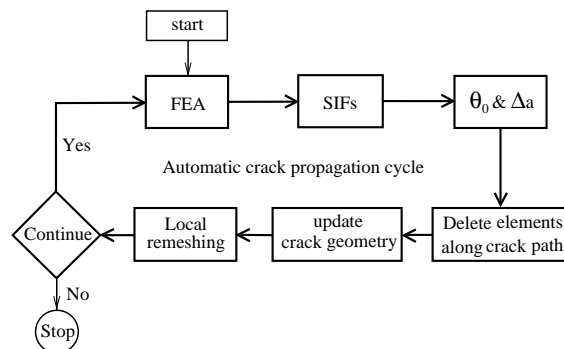 start
FEA
SIFs
θ₀ & Δa
Yes
Automatic crack propagation cycle
Continue
Local
remeshing
update
crack geometry
Delete elements
along crack path
No
Stop